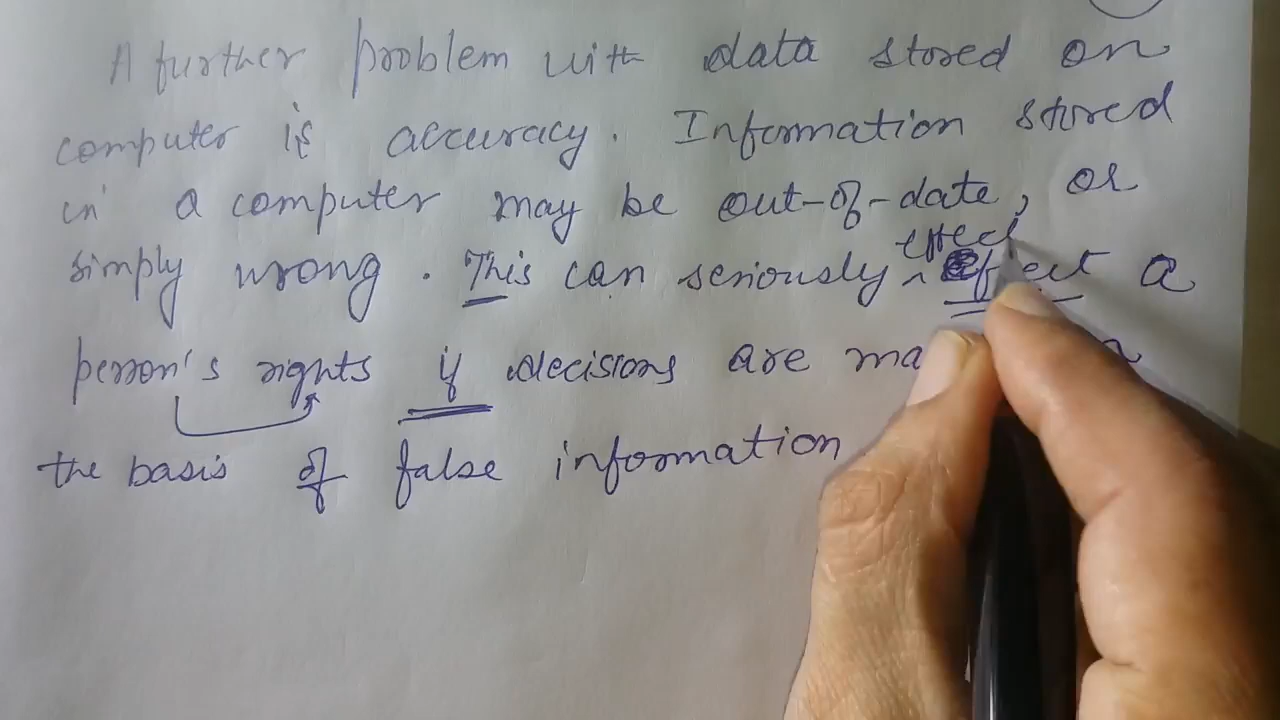 A further problem with data stored on
computer is accuracy. Information stored
in a computer may be out-of-date, or
simply wrong. This can seriously effect a
person's rights if decisions are
the basis of false information